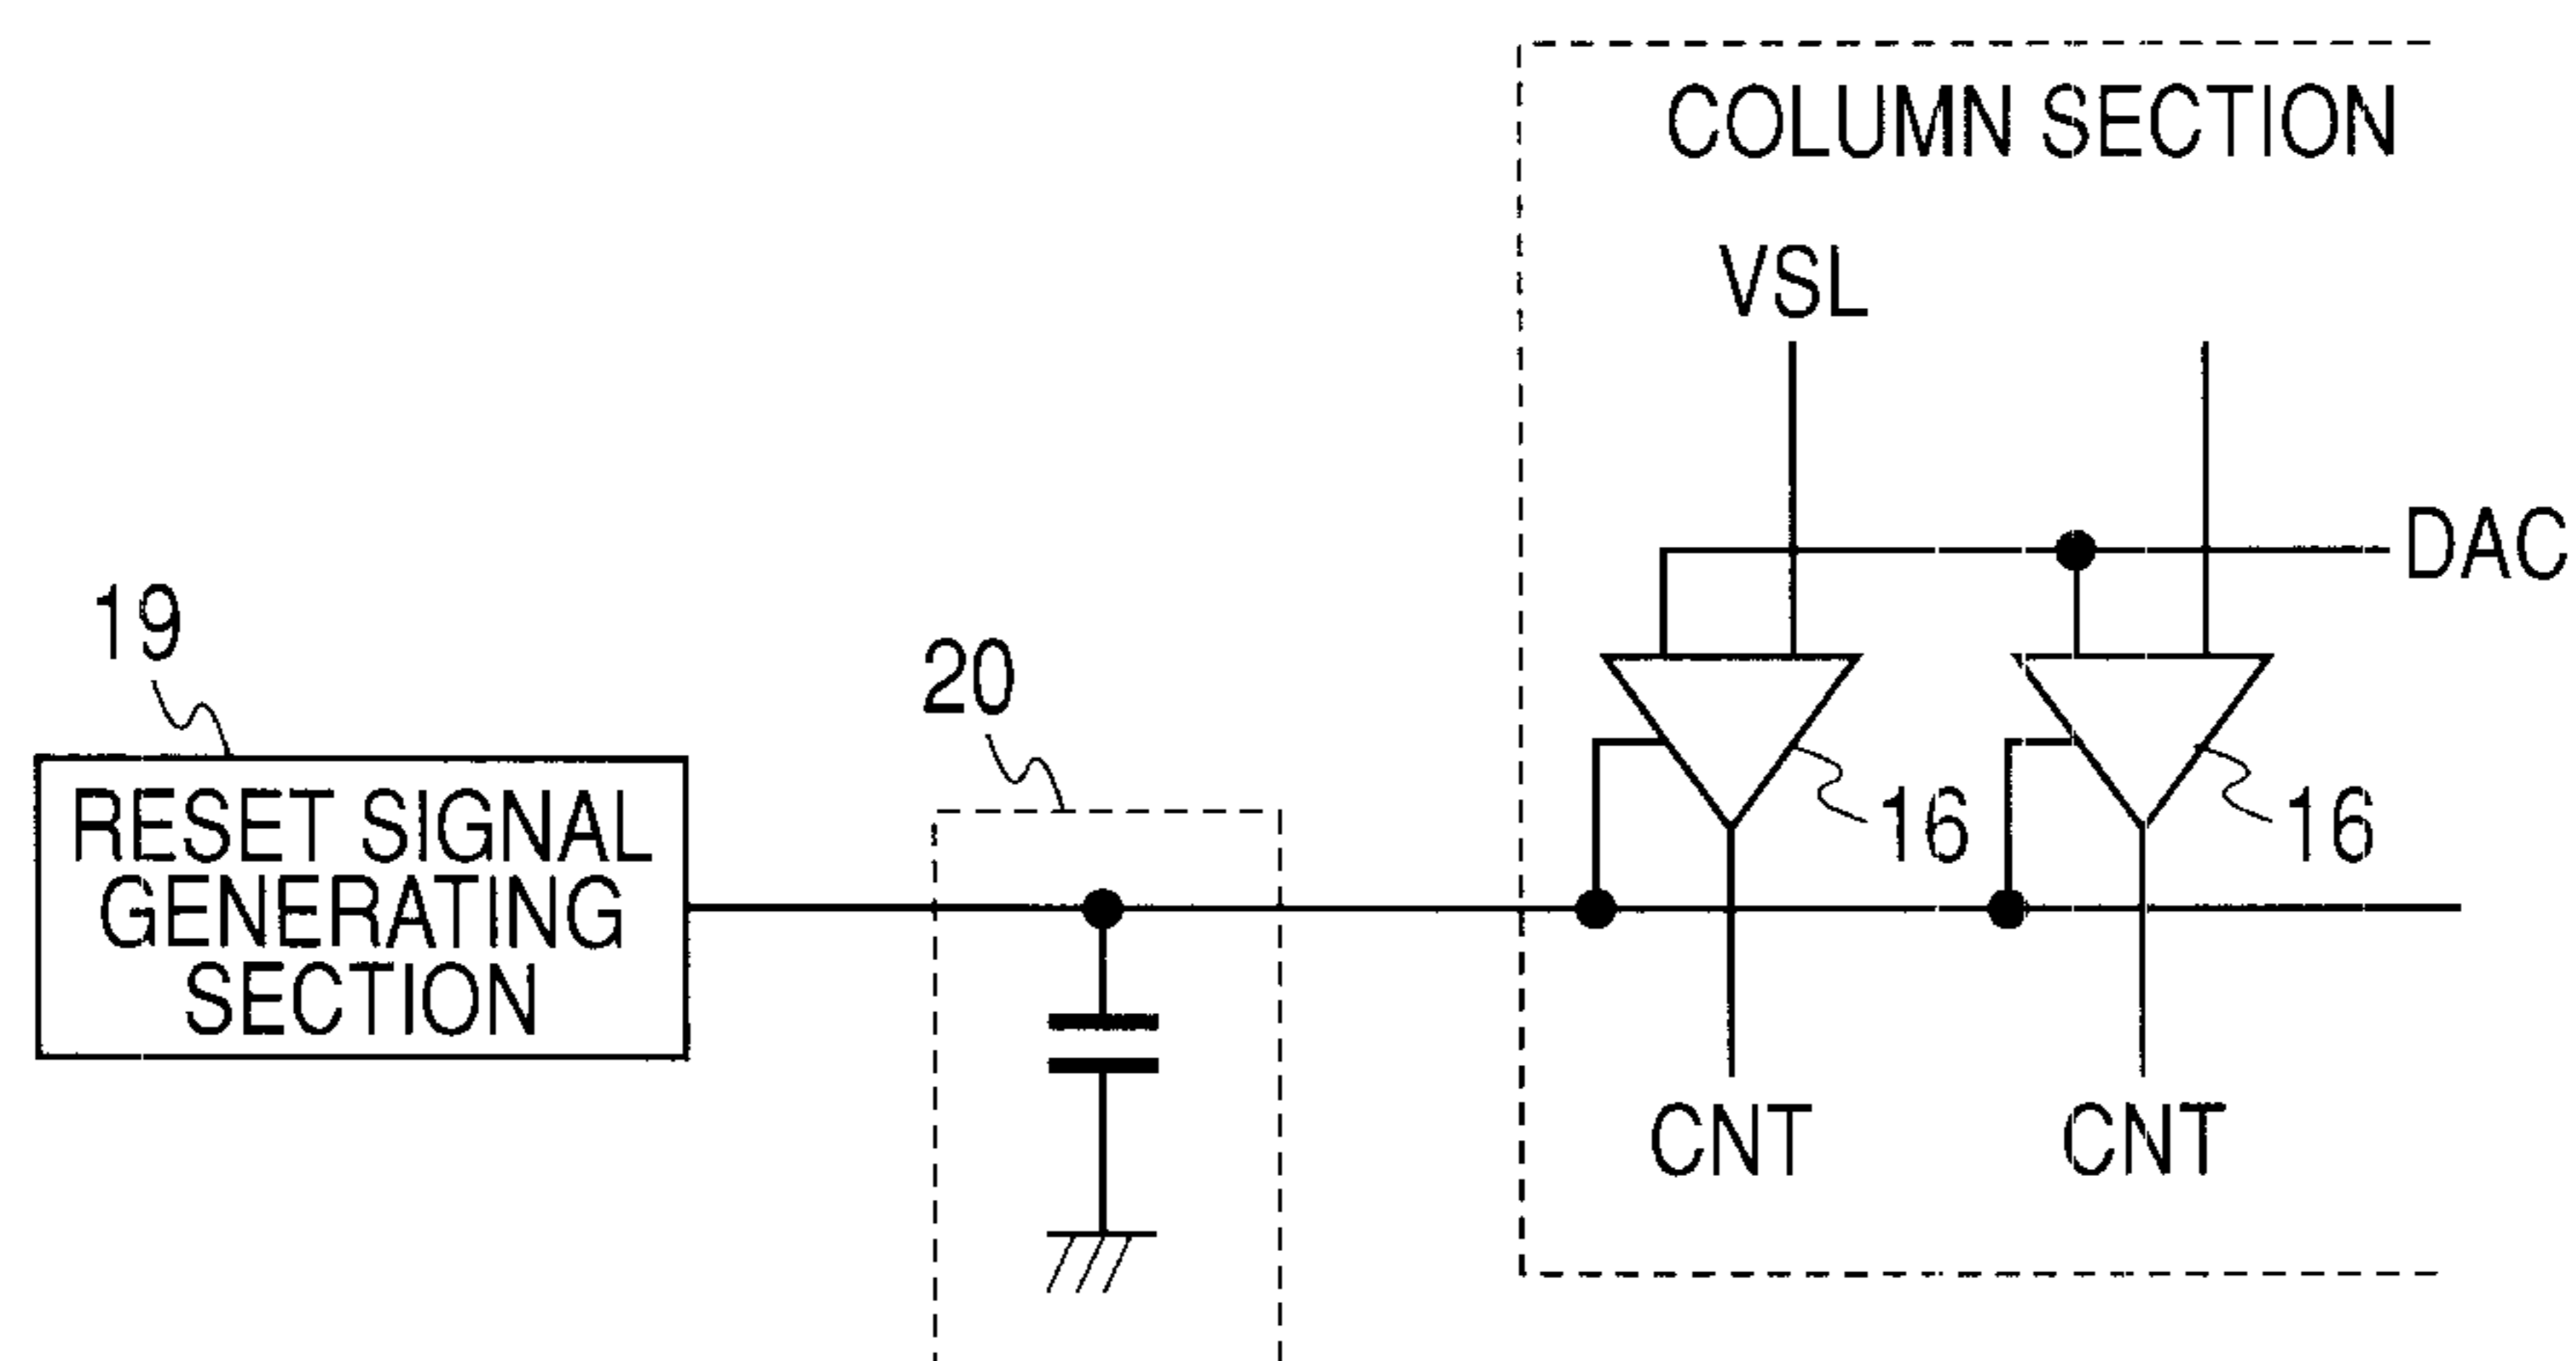 COLUMN SECTION
VSL
DAC
19
20
RESET SIGNAL
GENERATING
SECTION
16
16
CNT
CNT